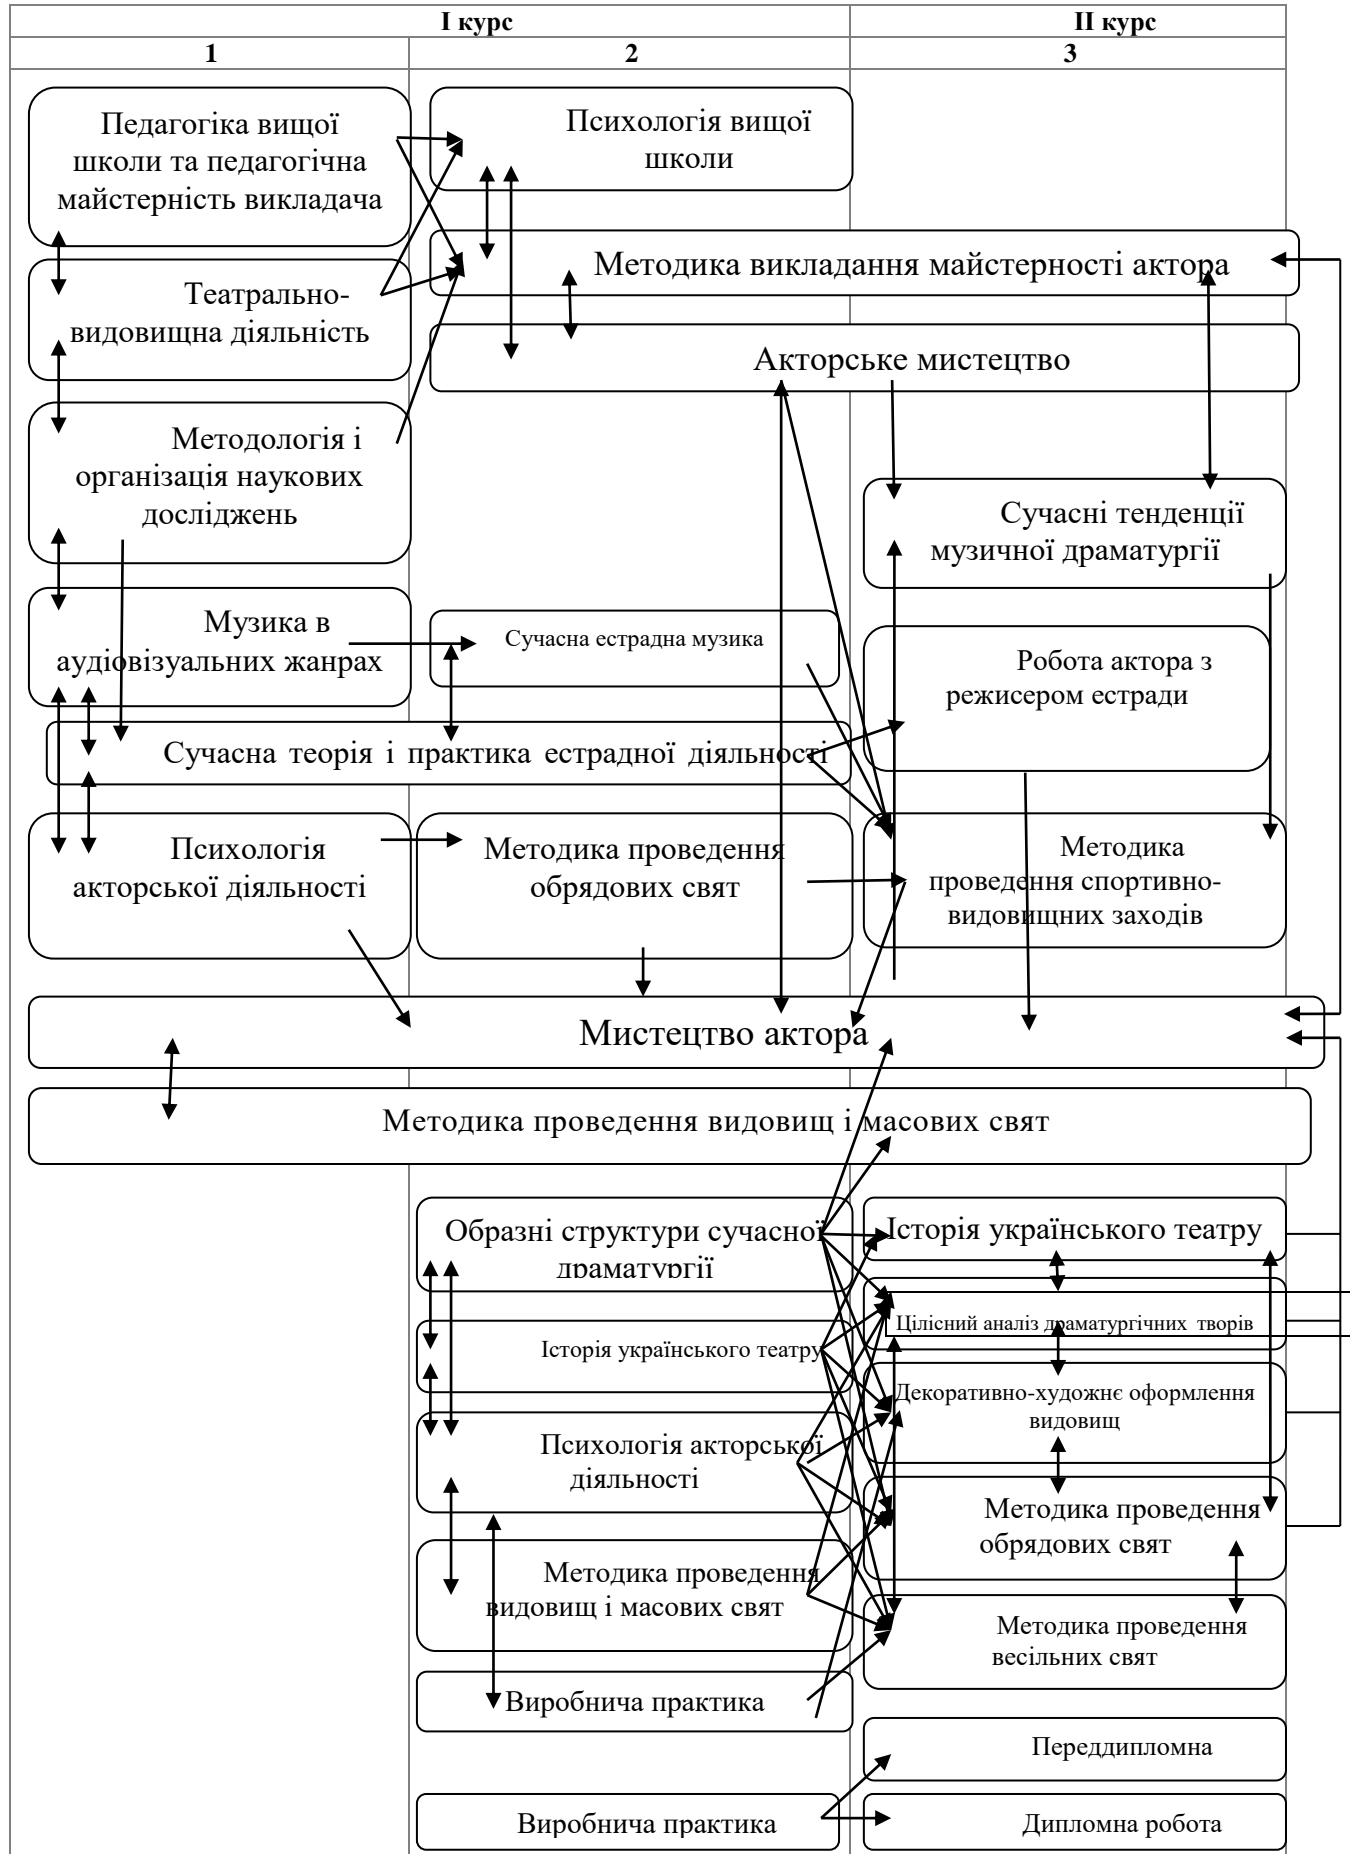 І курс
ІІ курс
1
2
3
Педагогіка вищої
школи та педагогічна
майстерність викладача
Психологія вищої
школи
Методика викладання майстерності актора
Театрально-
видовищна діяльність
Акторське мистецтво
Методологія і
організація наукових
досліджень
Сучасні тенденції
музичної драматургії
Музика в
аудіовізуальних жанрах
Сучасна естрадна музика
Робота актора з
режисером естради
Сучасна теорія і практика естрадної діяльності
Психологія
акторської діяльності
Методика проведення
обрядових свят
Методика
проведення спортивно-
видовищних заходів
Мистецтво актора
Методика проведення видовищ і масових свят
Образні структури сучасної
драматургії
Історія українського театру
Історія українського театру
Цілісний аналіз драматургічних творів
Декоративно-художнє оформлення
видовищ
Психологія акторської
діяльності
Методика проведення
обрядових свят
Методика проведення
видовищ і масових свят
Методика проведення
весільних свят
Виробнича практика
Переддипломна
Виробнича практика
Дипломна робота